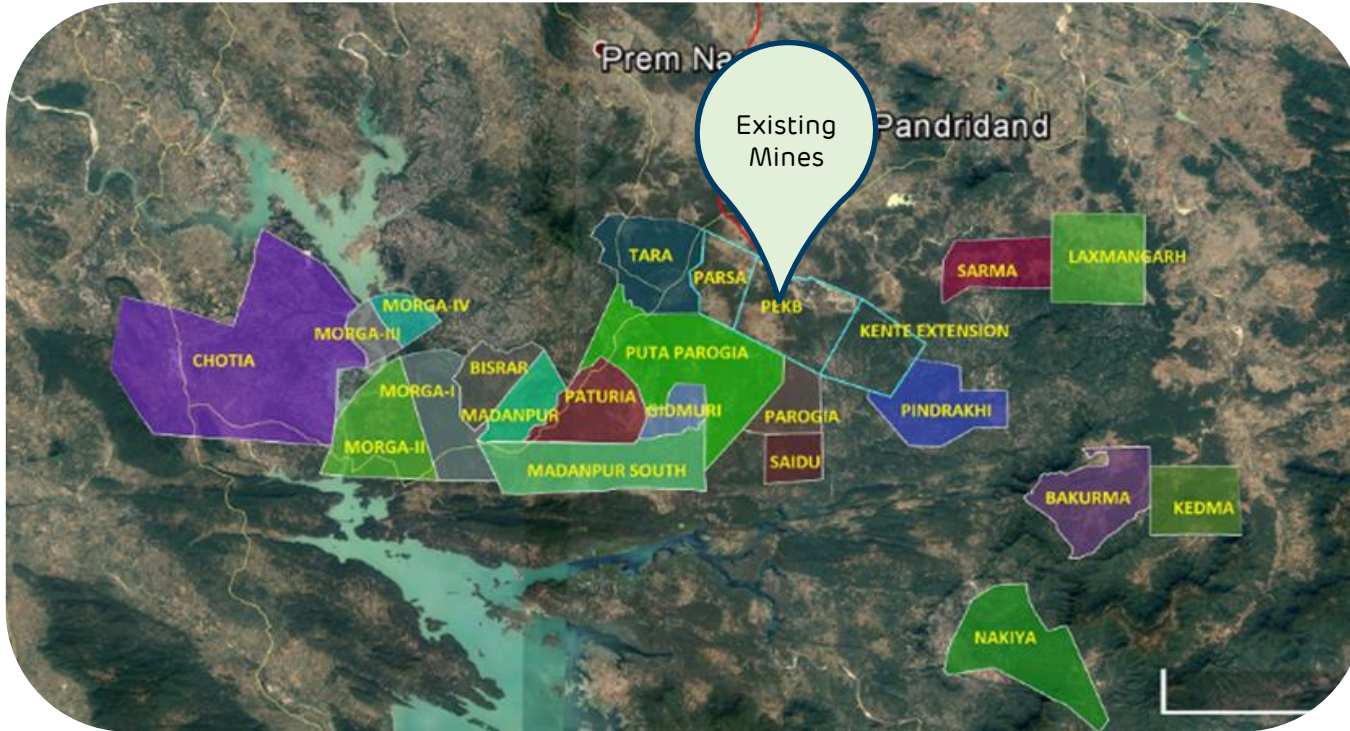 Prem Na
Existing
Mines
Pandridand
TARA
PARSA
SARMA
LAXMANGARH
MORGA-IV
PEKB
MORGA-III
KENTE EXTENSION
CHOTIA
BISRAR
PUTA PAROGIA
MORGA-I
PATURIA
MADANPUR
GIDMURI
PAROGIA
PINDRAKHI
MORGA-II
MADANPUR SOUTH
SAIDU
BAKURMA
KEDMA
NAKIYA